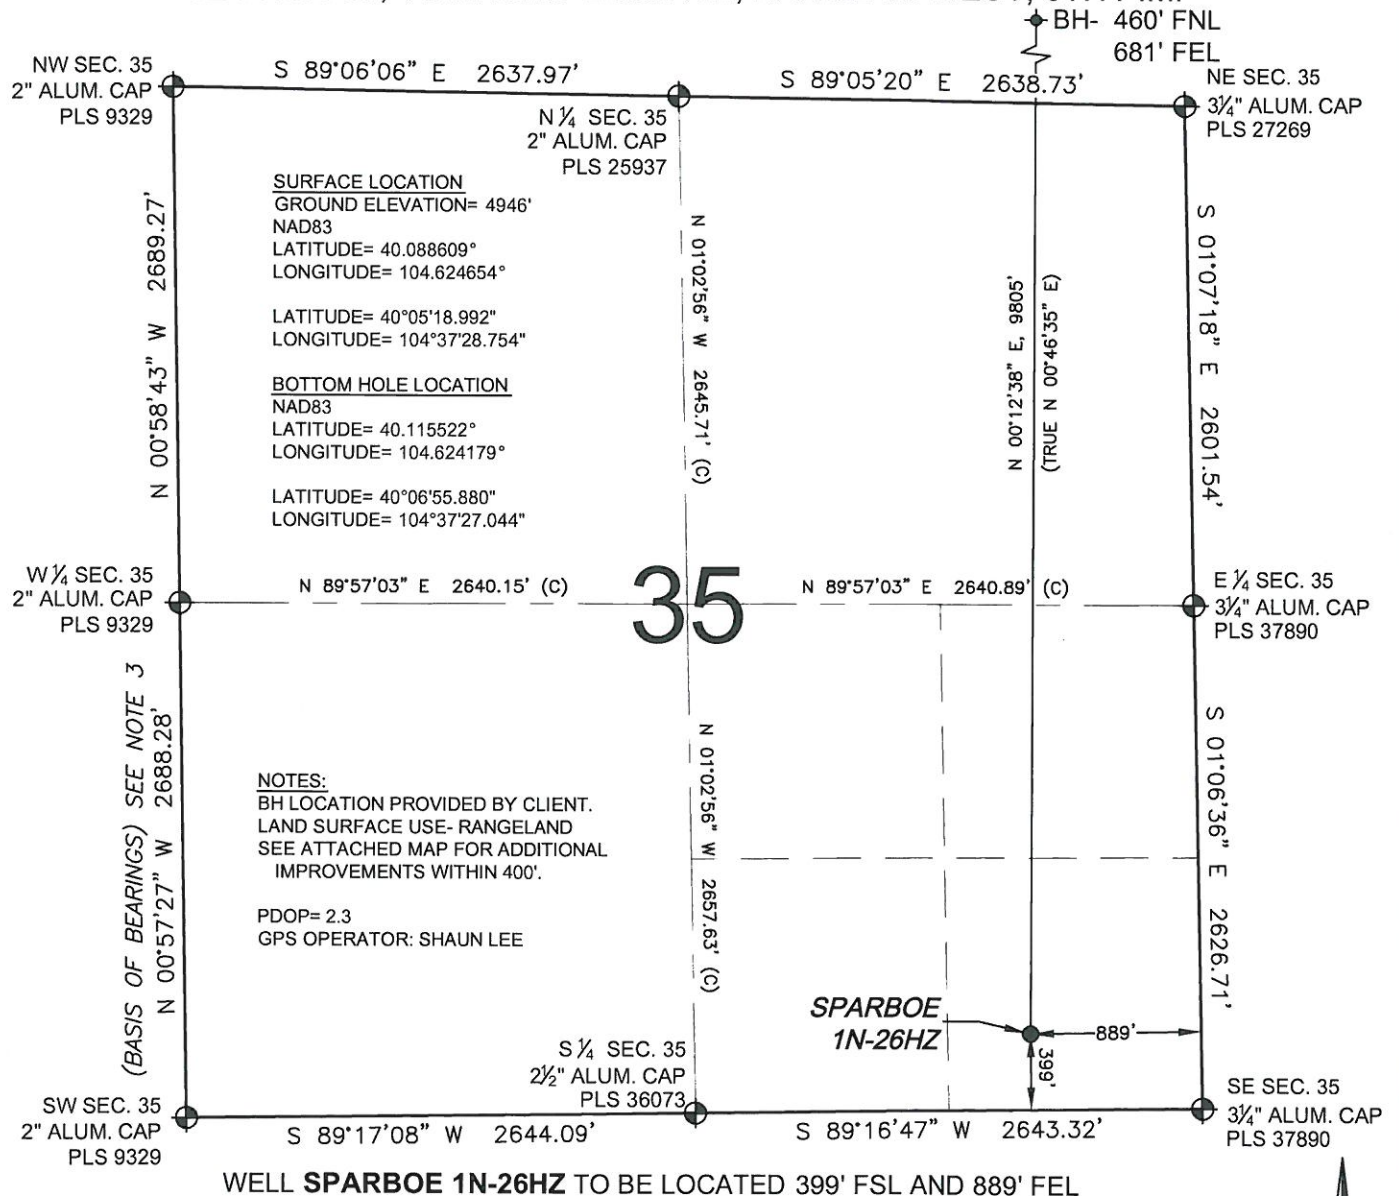 BH- 460' FNL
681' FEL
NW SEC. 35
2" ALUM. CAP
PLS 9329
S 89°06'06" E 2637.97'
S 89°05'20" E 2638.73'
NE SEC. 35
3¼" ALUM. CAP
PLS 27269
N ¼ SEC. 35
2" ALUM. CAP
PLS 25937
SURFACE LOCATION
GROUND ELEVATION= 4946'
NAD83
LATITUDE= 40.088609°
LONGITUDE= 104.624654°
LATITUDE= 40°05'18.992"
LONGITUDE= 104°37'28.754"
BOTTOM HOLE LOCATION
NAD83
LATITUDE= 40.115522°
LONGITUDE= 104.624179°
LATITUDE= 40°06'55.880"
LONGITUDE= 104°37'27.044"
N 00°58'43" W 2689.27'
N 01°02'56" W 2645.71' (C)
N 00°12'38" E, 9805'
(TRUE N 00°46'35" E)
S 01°07'18" E 2601.54'
W ¼ SEC. 35
2" ALUM. CAP
PLS 9329
N 89°57'03" E 2640.15' (C)
35
N 89°57'03" E 2640.89' (C)
E ¼ SEC. 35
3¼" ALUM. CAP
PLS 37890
(BASIS OF BEARINGS) SEE NOTE 3
N 00°57'27" W 2688.28'
NOTES:
BH LOCATION PROVIDED BY CLIENT.
LAND SURFACE USE- RANGELAND
SEE ATTACHED MAP FOR ADDITIONAL
IMPROVEMENTS WITHIN 400'.
PDOP= 2.3
GPS OPERATOR: SHAUN LEE
N 01°02'56" W 2657.63' (C)
S 01°06'36" E 2626.71'
SPARBOE
1N-26HZ
889'
399'
S ¼ SEC. 35
2½" ALUM. CAP
PLS 36073
SW SEC. 35
2" ALUM. CAP
PLS 9329
S 89°17'08" W 2644.09'
S 89°16'47" W 2643.32'
SE SEC. 35
3¼" ALUM. CAP
PLS 37890
WELL SPARBOE 1N-26HZ TO BE LOCATED 399' FSL AND 889' FEL